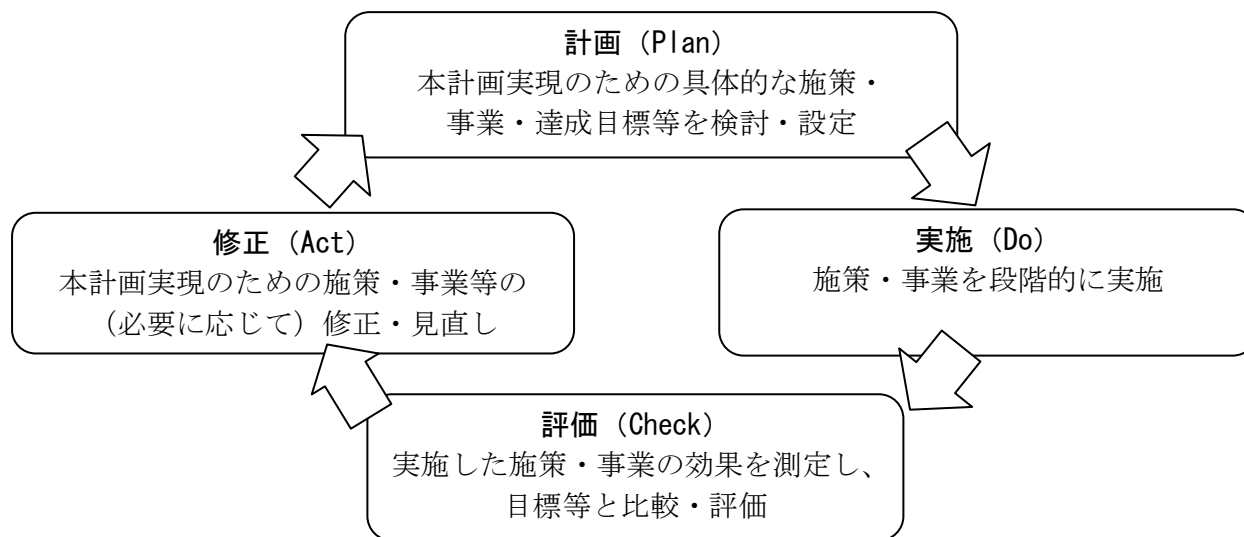 計画（Plan）
本計画実現のための具体的な施策・
事業・達成目標等を検討・設定
修正（Act）
本計画実現のための施策・事業等の
（必要に応じて）修正・見直し
実施（Do）
施策・事業を段階的に実施
評価（Check）
実施した施策・事業の効果を測定し、
目標等と比較・評価